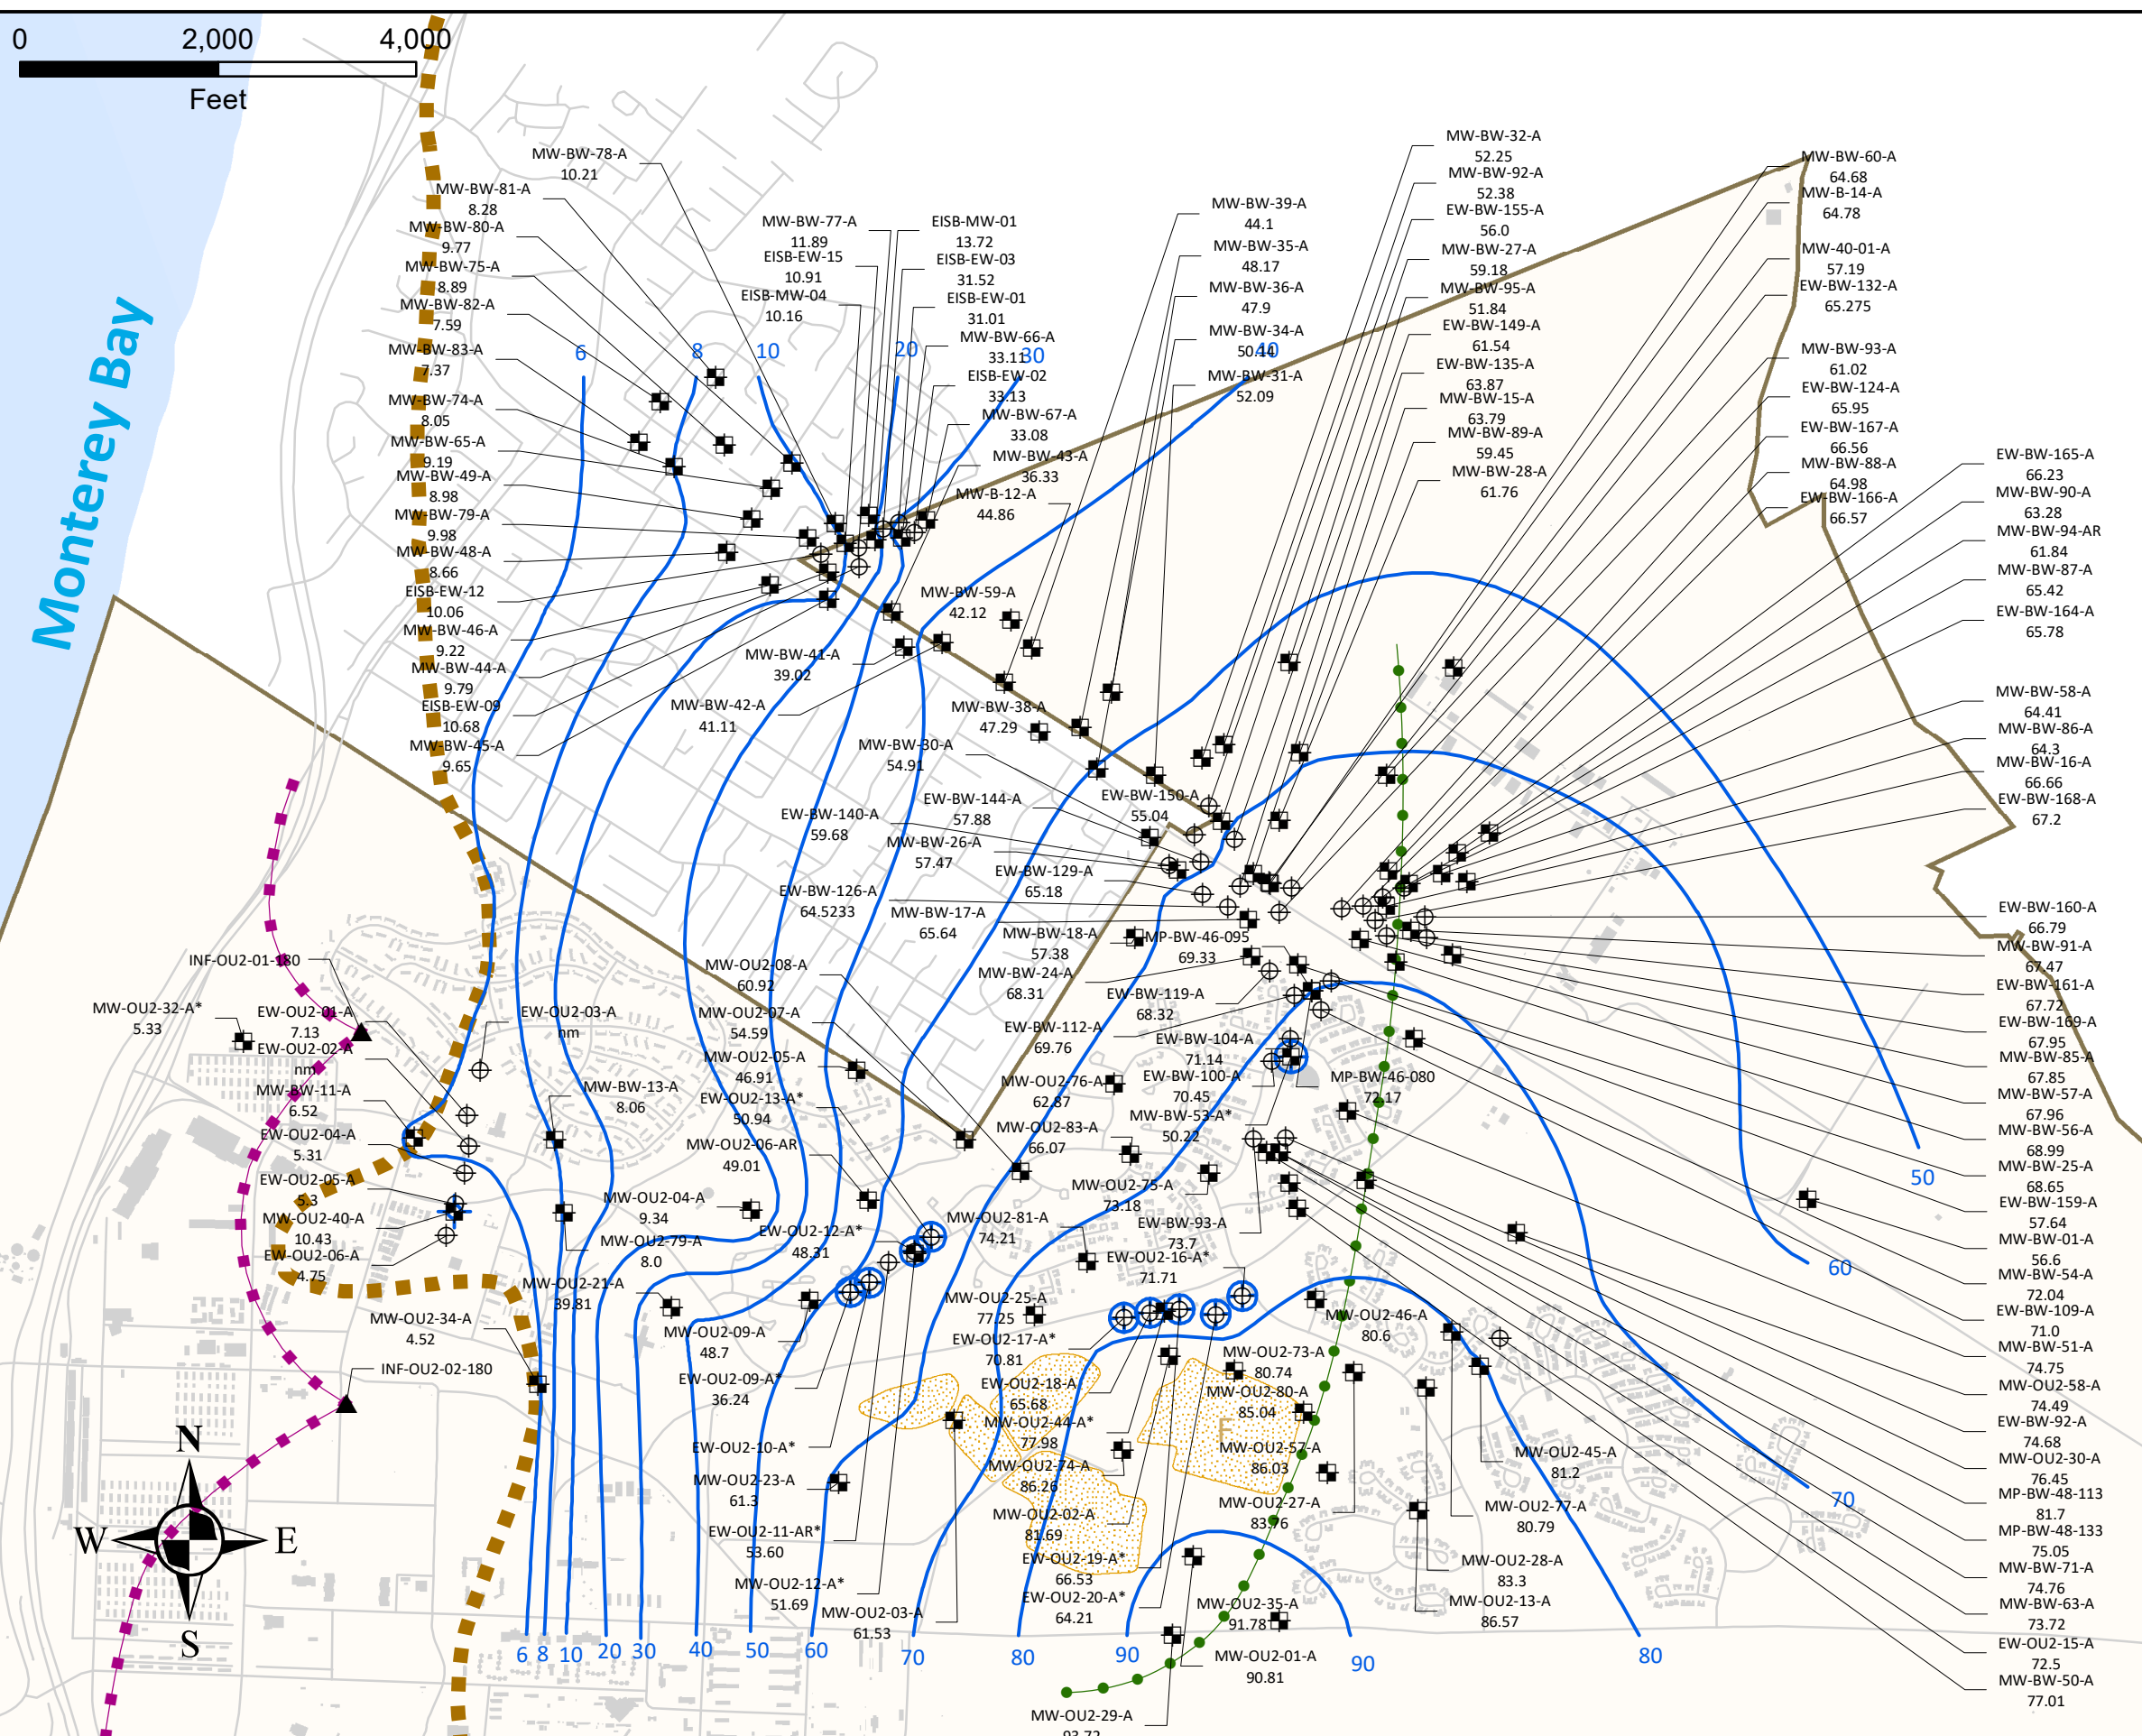 0 2,000 4,000
Feet
Monterey Bay
MW-BW-78-A
10.21
MW-BW-81-A
8.28
MW-BW-80-A
9.77
MW-BW-75-A
8.89
MW-BW-82-A
7.59
MW-BW-83-A
7.37
MW-BW-74-A
8.05
MW-BW-65-A
9.19
MW-BW-49-A
8.98
MW-BW-79-A
9.98
MW-BW-48-A
8.66
EISB-EW-12
10.06
MW-BW-46-A
9.22
MW-BW-44-A
9.79
EISB-EW-09
10.68
MW-BW-45-A
9.65
MW-BW-77-A
11.89
EISB-EW-15
10.91
EISB-MW-04
10.16
EISB-MW-01
13.72
EISB-EW-03
31.52
EISB-EW-01
31.01
MW-BW-66-A
33.11
EISB-EW-02
33.13
MW-BW-67-A
33.08
MW-BW-43-A
36.33
MW-B-12-A
44.86
6 8 10 20 30 40
MW-BW-39-A
44.1
MW-BW-35-A
48.17
MW-BW-36-A
47.9
MW-BW-34-A
50.14
MW-BW-31-A
52.09
MW-BW-32-A
52.25
MW-BW-92-A
52.38
EW-BW-155-A
56.0
MW-BW-27-A
59.18
MW-BW-95-A
51.84
EW-BW-149-A
61.54
EW-BW-135-A
63.87
MW-BW-15-A
63.79
MW-BW-89-A
59.45
MW-BW-28-A
61.76
MW-BW-60-A
64.68
MW-B-14-A
64.78
MW-40-01-A
57.19
EW-BW-132-A
65.275
MW-BW-93-A
61.02
EW-BW-124-A
65.95
EW-BW-167-A
66.56
MW-BW-88-A
64.98
EW-BW-166-A
66.57
EW-BW-165-A
66.23
MW-BW-90-A
63.28
MW-BW-94-AR
61.84
MW-BW-87-A
65.42
EW-BW-164-A
65.78
MW-BW-58-A
64.41
MW-BW-86-A
64.3
MW-BW-16-A
66.66
EW-BW-168-A
67.2
EW-BW-160-A
66.79
MW-BW-91-A
67.47
EW-BW-161-A
67.72
EW-BW-169-A
67.95
MW-BW-85-A
67.85
MW-BW-57-A
67.96
MW-BW-56-A
68.99
MW-BW-25-A
68.65
EW-BW-159-A
57.64
MW-BW-01-A
56.6
MW-BW-54-A
72.04
EW-BW-109-A
71.0
MW-BW-51-A
74.75
MW-OU2-58-A
74.49
EW-BW-92-A
74.68
MW-OU2-30-A
76.45
MP-BW-48-113
81.7
MP-BW-48-133
75.05
MW-BW-71-A
74.76
MW-BW-63-A
73.72
EW-OU2-15-A
72.5
MW-BW-50-A
77.01
MW-BW-59-A
42.12
MW-BW-41-A
39.02
MW-BW-42-A
41.11
MW-BW-38-A
47.29
MW-BW-30-A
54.91
EW-BW-150-A
55.04
EW-BW-144-A
57.88
EW-BW-140-A
59.68
MW-BW-26-A
57.47
EW-BW-129-A
65.18
EW-BW-126-A
64.5233
MW-BW-17-A
65.64
MW-BW-18-A
57.38
MP-BW-46-095
69.33
MW-BW-24-A
68.31
EW-BW-119-A
68.32
EW-BW-112-A
69.76
EW-BW-104-A
71.14
EW-BW-100-A
70.45
MP-BW-46-080
72.17
MW-BW-53-A*
50.22
MW-OU2-08-A
60.92
MW-OU2-07-A
54.59
MW-OU2-05-A
46.91
EW-OU2-13-A*
50.94
MW-OU2-06-AR
49.01
MW-OU2-76-A
62.87
MW-OU2-83-A
66.07
MW-OU2-75-A
73.18
EW-BW-93-A
73.7
INF-OU2-01-180
MW-OU2-32-A*
5.33
EW-OU2-01-A
7.13
EW-OU2-02-A
nm
EW-OU2-03-A
nm
MW-BW-11-A
6.52
EW-OU2-04-A
5.31
EW-OU2-05-A
5.3
MW-OU2-40-A
10.43
EW-OU2-06-A
4.75
MW-BW-13-A
8.06
MW-OU2-04-A
9.34
MW-OU2-79-A
8.0
EW-OU2-12-A*
48.31
MW-OU2-21-A
39.81
MW-OU2-34-A
4.52
INF-OU2-02-180
MW-OU2-09-A
48.7
EW-OU2-09-A*
36.24
EW-OU2-10-A*
MW-OU2-23-A
61.3
EW-OU2-11-AR*
53.60
MW-OU2-12-A*
51.69
MW-OU2-03-A
61.53
MW-OU2-81-A
74.21
EW-OU2-16-A*
71.71
MW-OU2-25-A
77.25
EW-OU2-17-A*
70.81
EW-OU2-18-A
65.68
MW-OU2-44-A*
77.98
MW-OU2-74-A
86.26
MW-OU2-02-A
81.69
EW-OU2-19-A*
66.53
EW-OU2-20-A*
64.21
MW-OU2-46-A
80.6
MW-OU2-73-A
80.74
MW-OU2-80-A
85.04
F
MW-OU2-57-A
86.03
MW-OU2-27-A
83.76
MW-OU2-45-A
81.2
MW-OU2-77-A
80.79
MW-OU2-28-A
83.3
MW-OU2-13-A
86.57
MW-OU2-35-A
91.78
MW-OU2-01-A
90.81
MW-OU2-29-A
93.72
50
60
70
6 8 10 20 30 40 50 60 70 80 90 90 80
N
W E
S